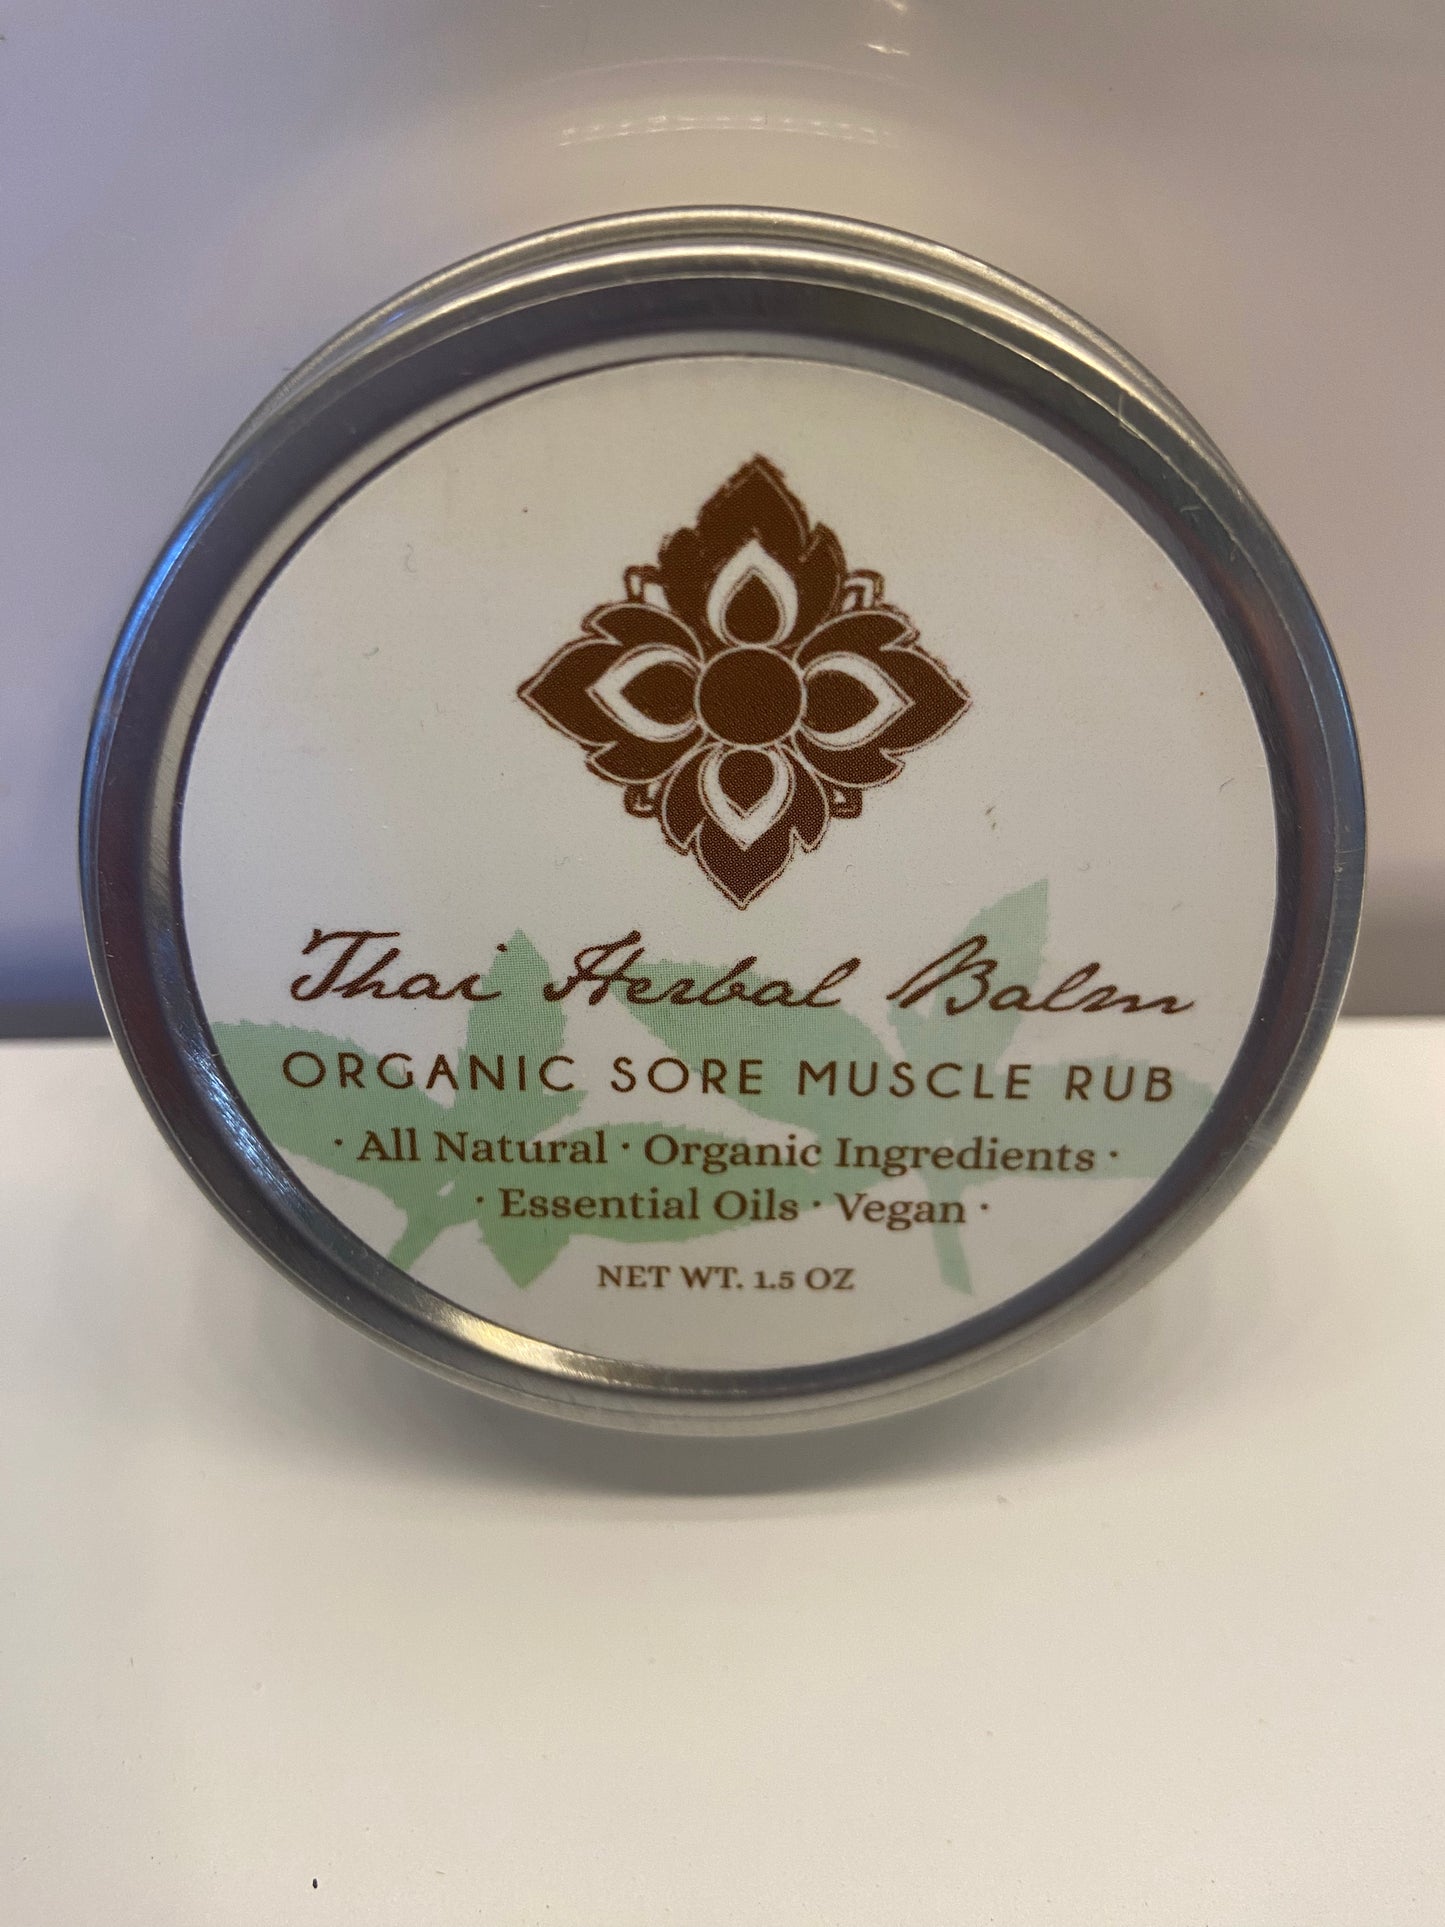 Thai Herbal Balm
ORGANIC SORE MUSCLE RUB
· All Natural · Organic Ingredients ·
· Essential Oils · Vegan ·
NET WT. 1.5 OZ